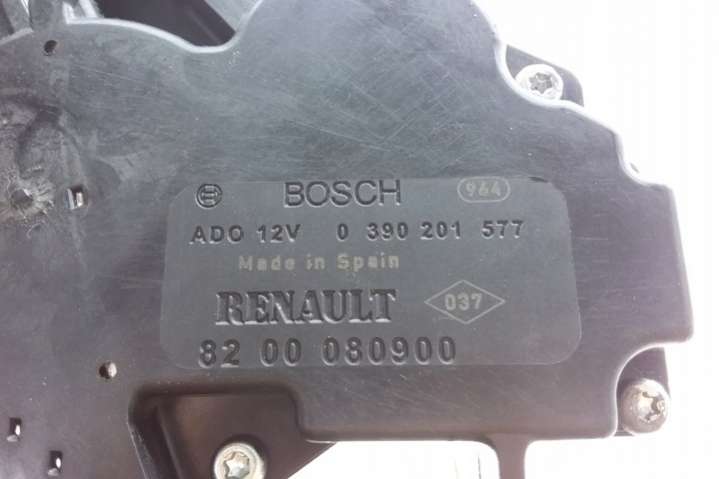 BOSCH 964
ADO 12V 0 390 201 577
Made in Spain
RENAULT 037
82 00 080900